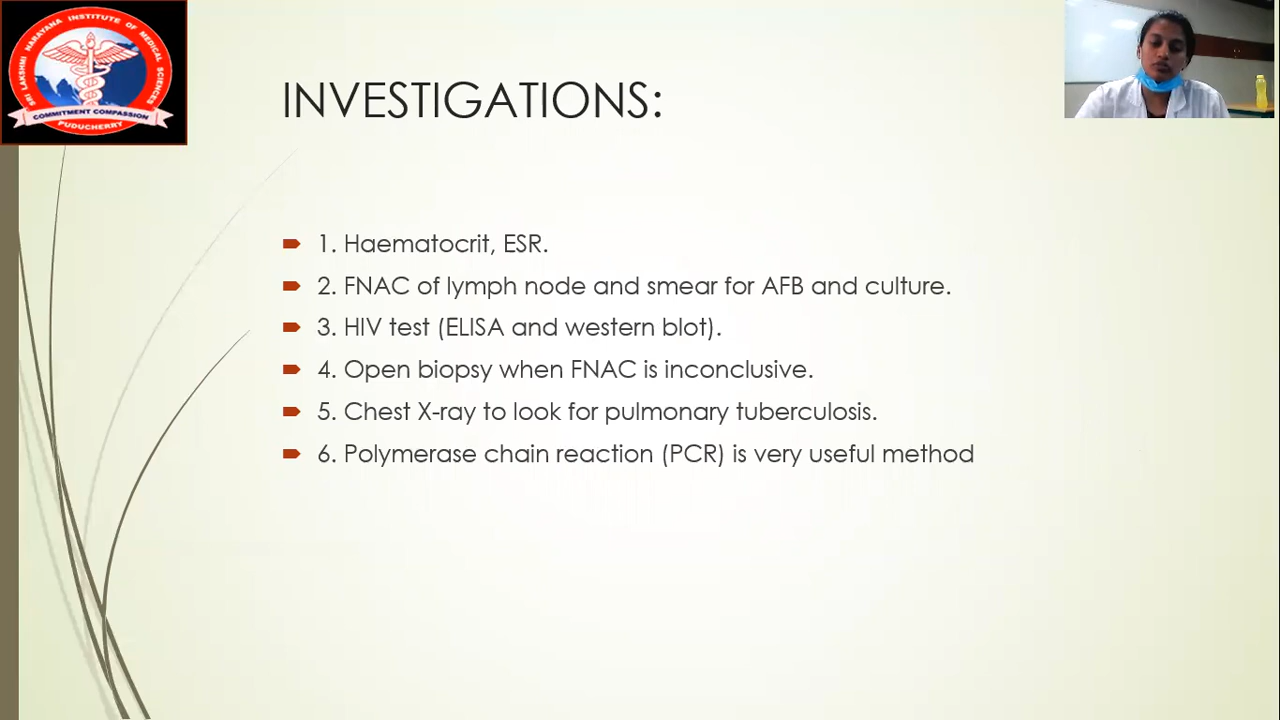 SRI LAKSHMI NARAYANA INSTITUTE OF MEDICAL SCIENCES
COMMITMENT COMPASSION
PUDUCHERRY
INVESTIGATIONS:
1. Haematocrit, ESR.
2. FNAC of lymph node and smear for AFB and culture.
3. HIV test (ELISA and western blot).
4. Open biopsy when FNAC is inconclusive.
5. Chest X-ray to look for pulmonary tuberculosis.
6. Polymerase chain reaction (PCR) is very useful method